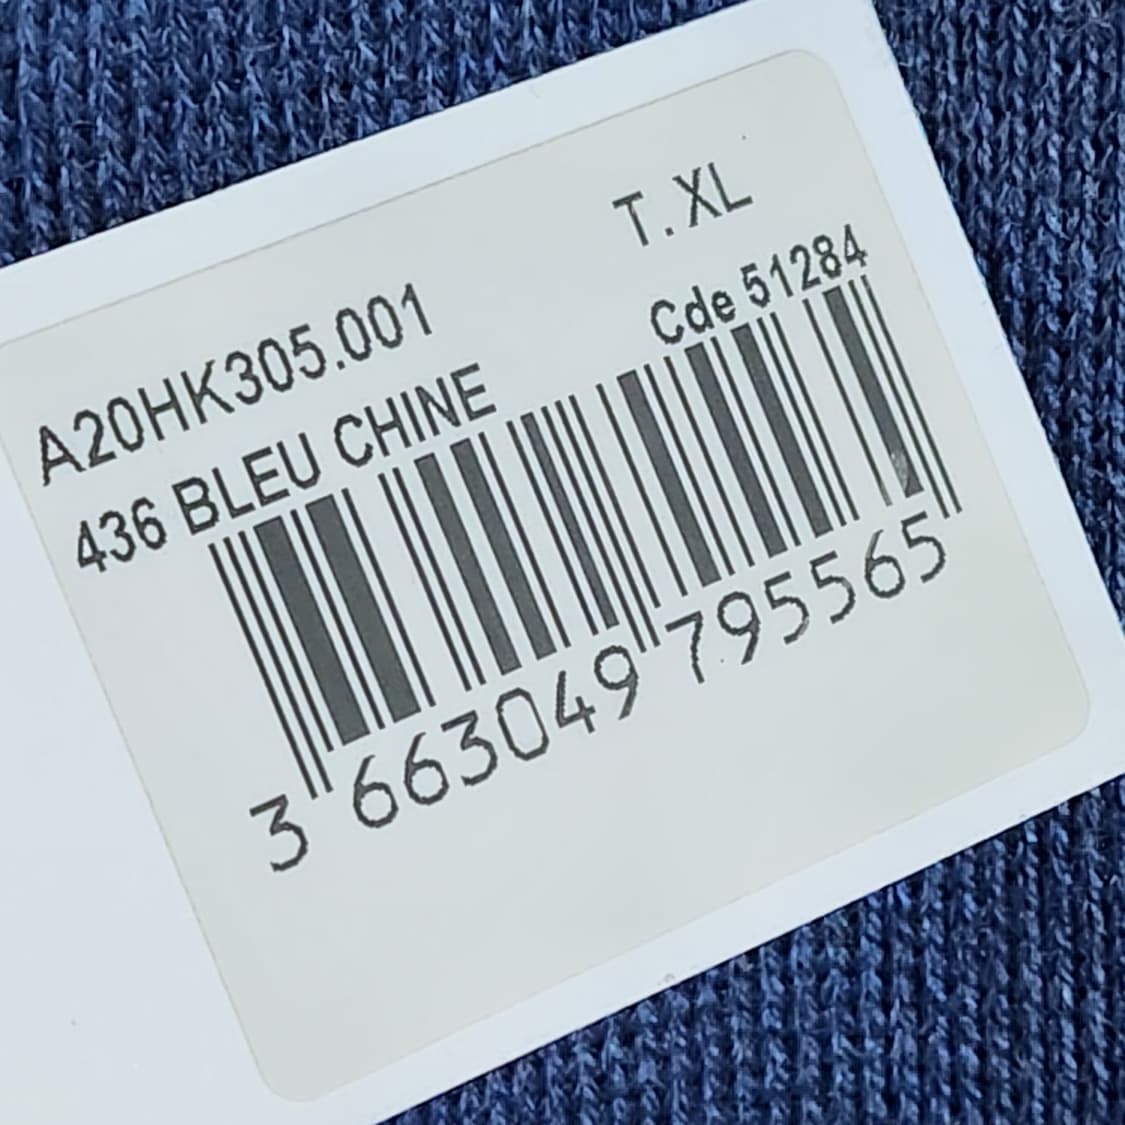 T. XL
A20HK305.001
Cde 51284
436 BLEU CHINE
3 663049 795565